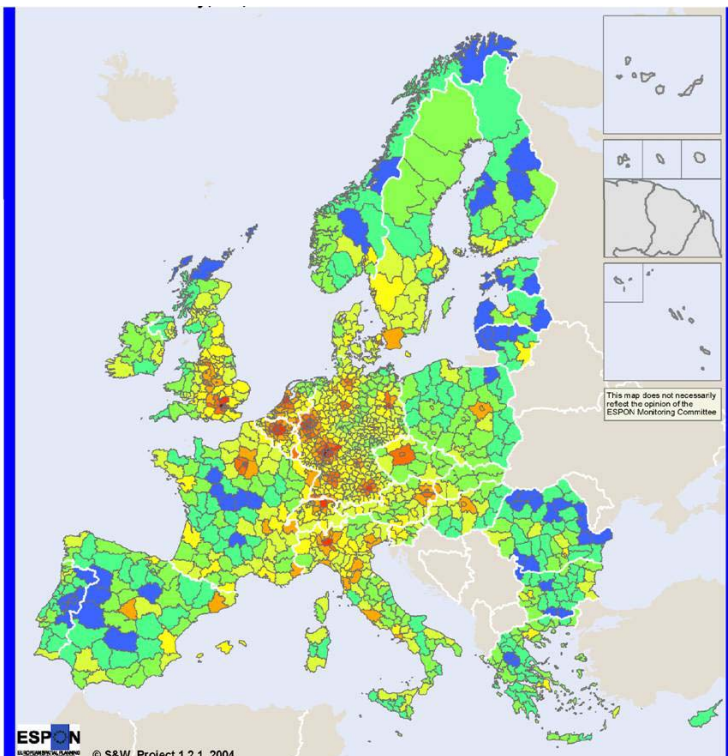 This map does not necessarily
reflect the opinion of the
ESPON Monitoring Committee
ESPON
© S&W, Project 1.2.1, 2004